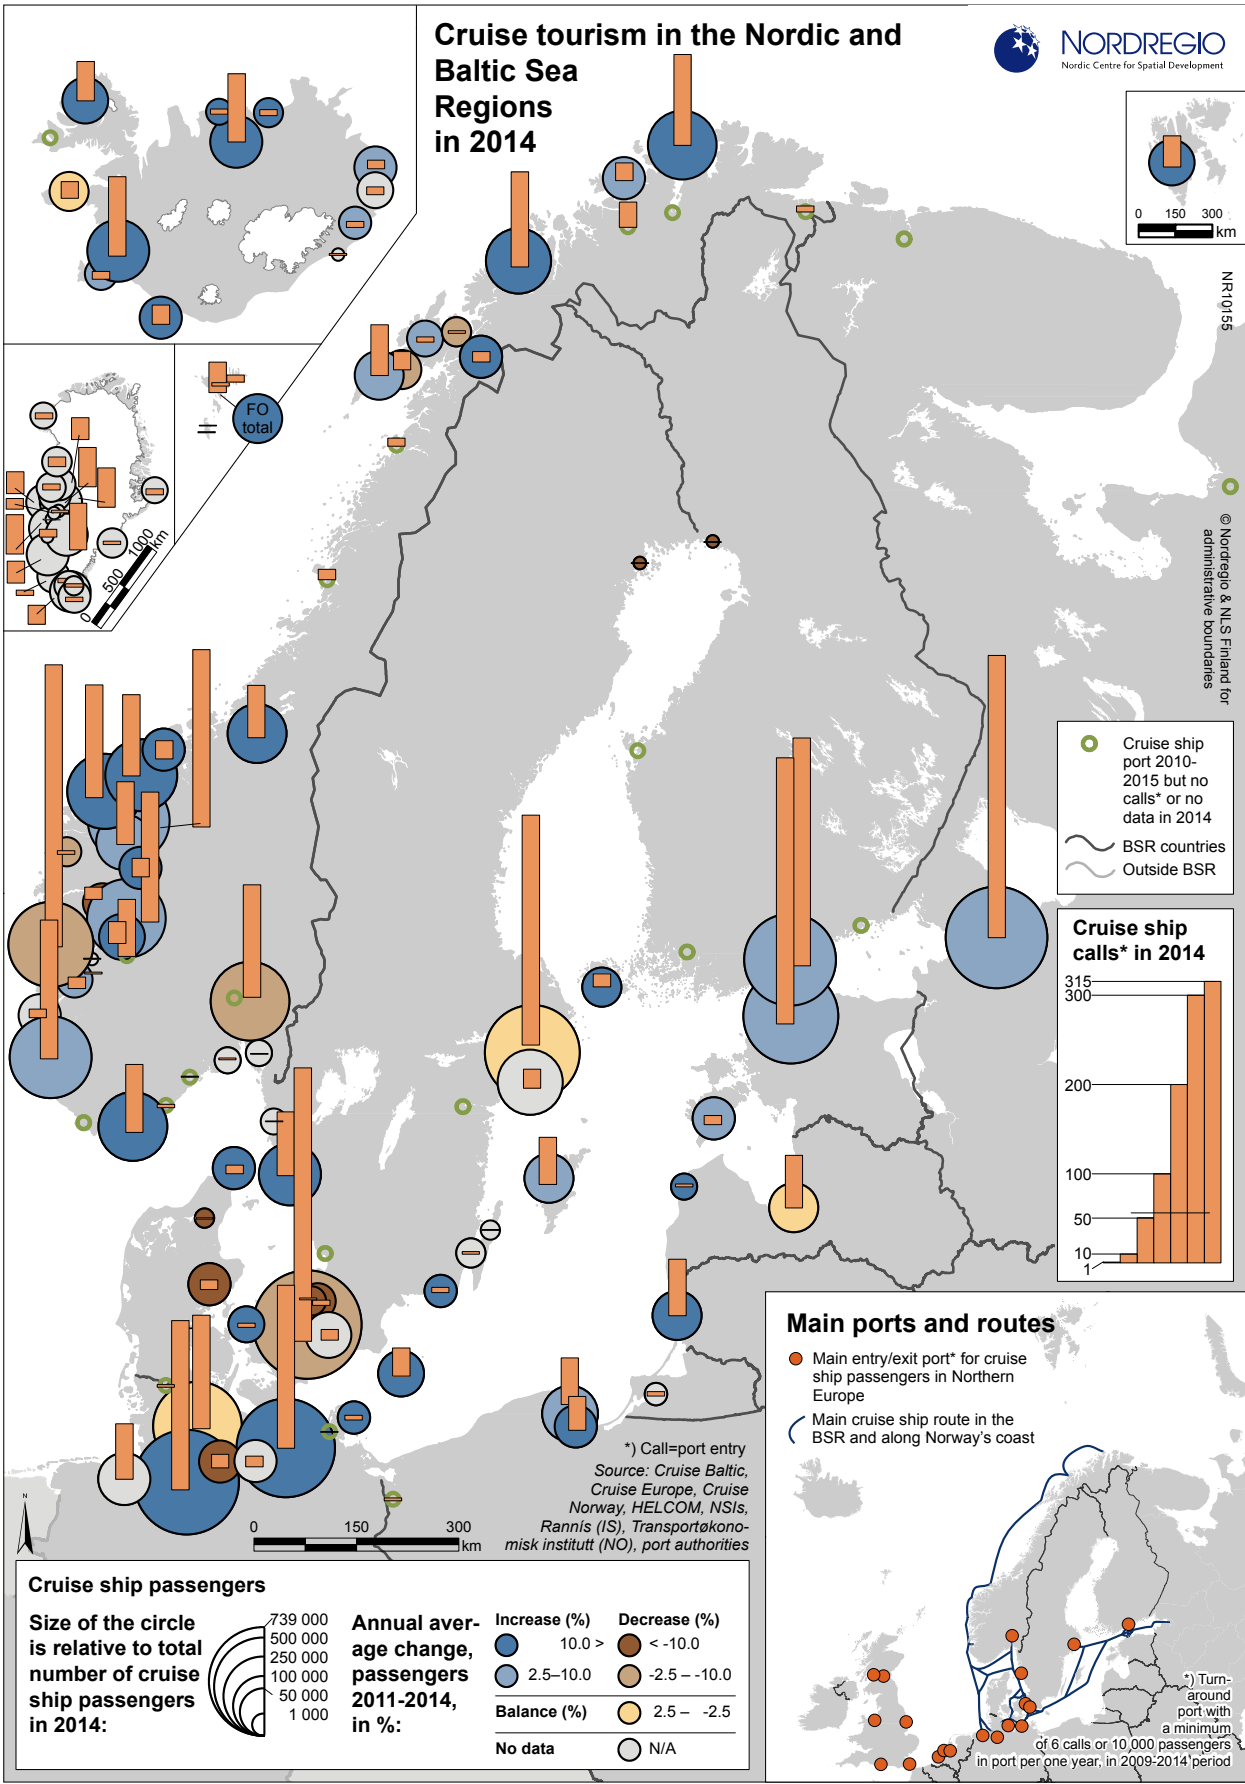 Cruise tourism in the Nordic and
Baltic Sea
Regions
in 2014
NORDREGIO
Nordic Centre for Spatial Development
0 150 300
km
NR10155
FO
total
=
0 500 1000
km
© Nordregio & NLS Finland for
administrative boundaries
Cruise ship
port 2010-
2015 but no
calls* or no
data in 2014
BSR countries
Outside BSR
Cruise ship
calls* in 2014
315
300
200
100
50
10
1
*) Call=port entry
Source: Cruise Baltic,
Cruise Europe, Cruise
Norway, HELCOM, NSIs,
Rannís (IS), Transportøkono-
misk institutt (NO), port authorities
N
0 150 300
km
Cruise ship passengers
Size of the circle
is relative to total
number of cruise
ship passengers
in 2014:
739 000
500 000
250 000
100 000
50 000
1 000
Annual aver-
age change,
passengers
2011-2014,
in %:
Increase (%)
10.0 >
2.5–10.0
Balance (%)
No data
Decrease (%)
< -10.0
-2.5 – -10.0
2.5 – -2.5
N/A
Main ports and routes
Main entry/exit port* for cruise
ship passengers in Northern
Europe
Main cruise ship route in the
BSR and along Norway's coast
*) Turn-
around
port with
a minimum
of 6 calls or 10 000 passengers
in port per one year, in 2009-2014 period